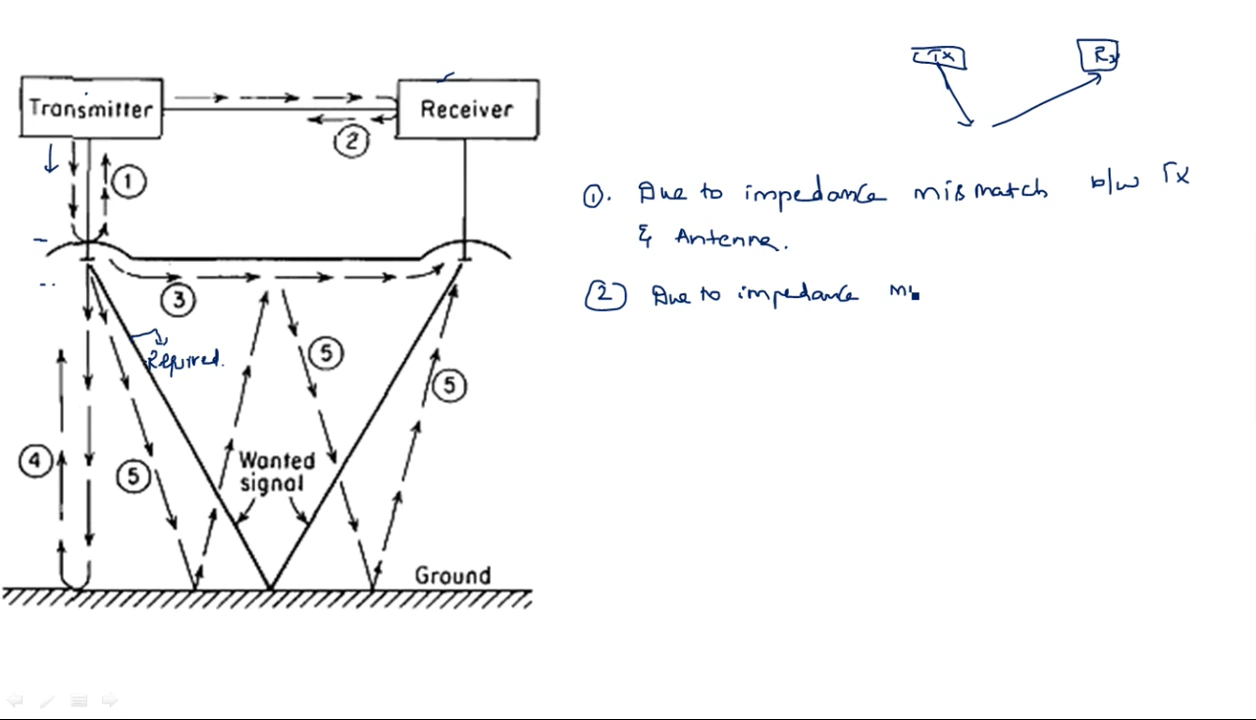 Tx
Rx
Transmitter
Receiver
②
①
①. Due to impedance mismatch b/w Tx
& Antenna.
③
② Due to impedance mi
⑤
Required.
⑤
④
Wanted
signal
⑤
Ground